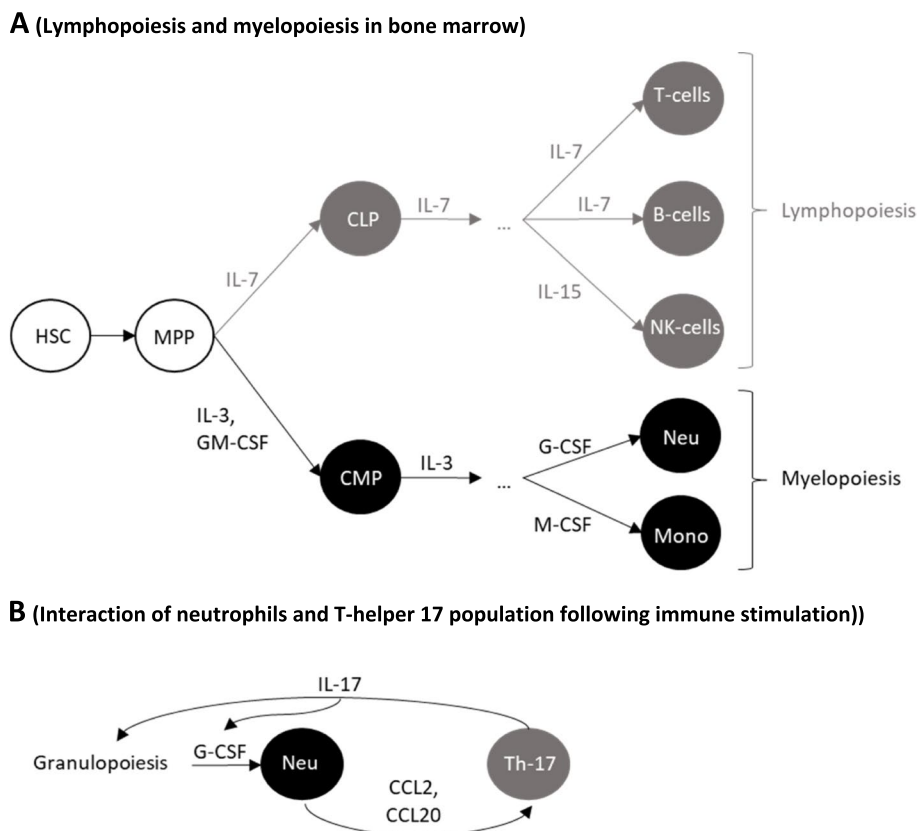 A (Lymphopoiesis and myelopoiesis in bone marrow)
T-cells
IL-7
CLP
IL-7
...
IL-7
B-cells
Lymphopoiesis
IL-7
IL-15
NK-cells
HSC
MPP
IL-3,
GM-CSF
CMP
IL-3
...
G-CSF
Neu
M-CSF
Mono
Myelopoiesis
B (Interaction of neutrophils and T-helper 17 population following immune stimulation))
IL-17
Granulopoiesis
G-CSF
Neu
Th-17
CCL2,
CCL20